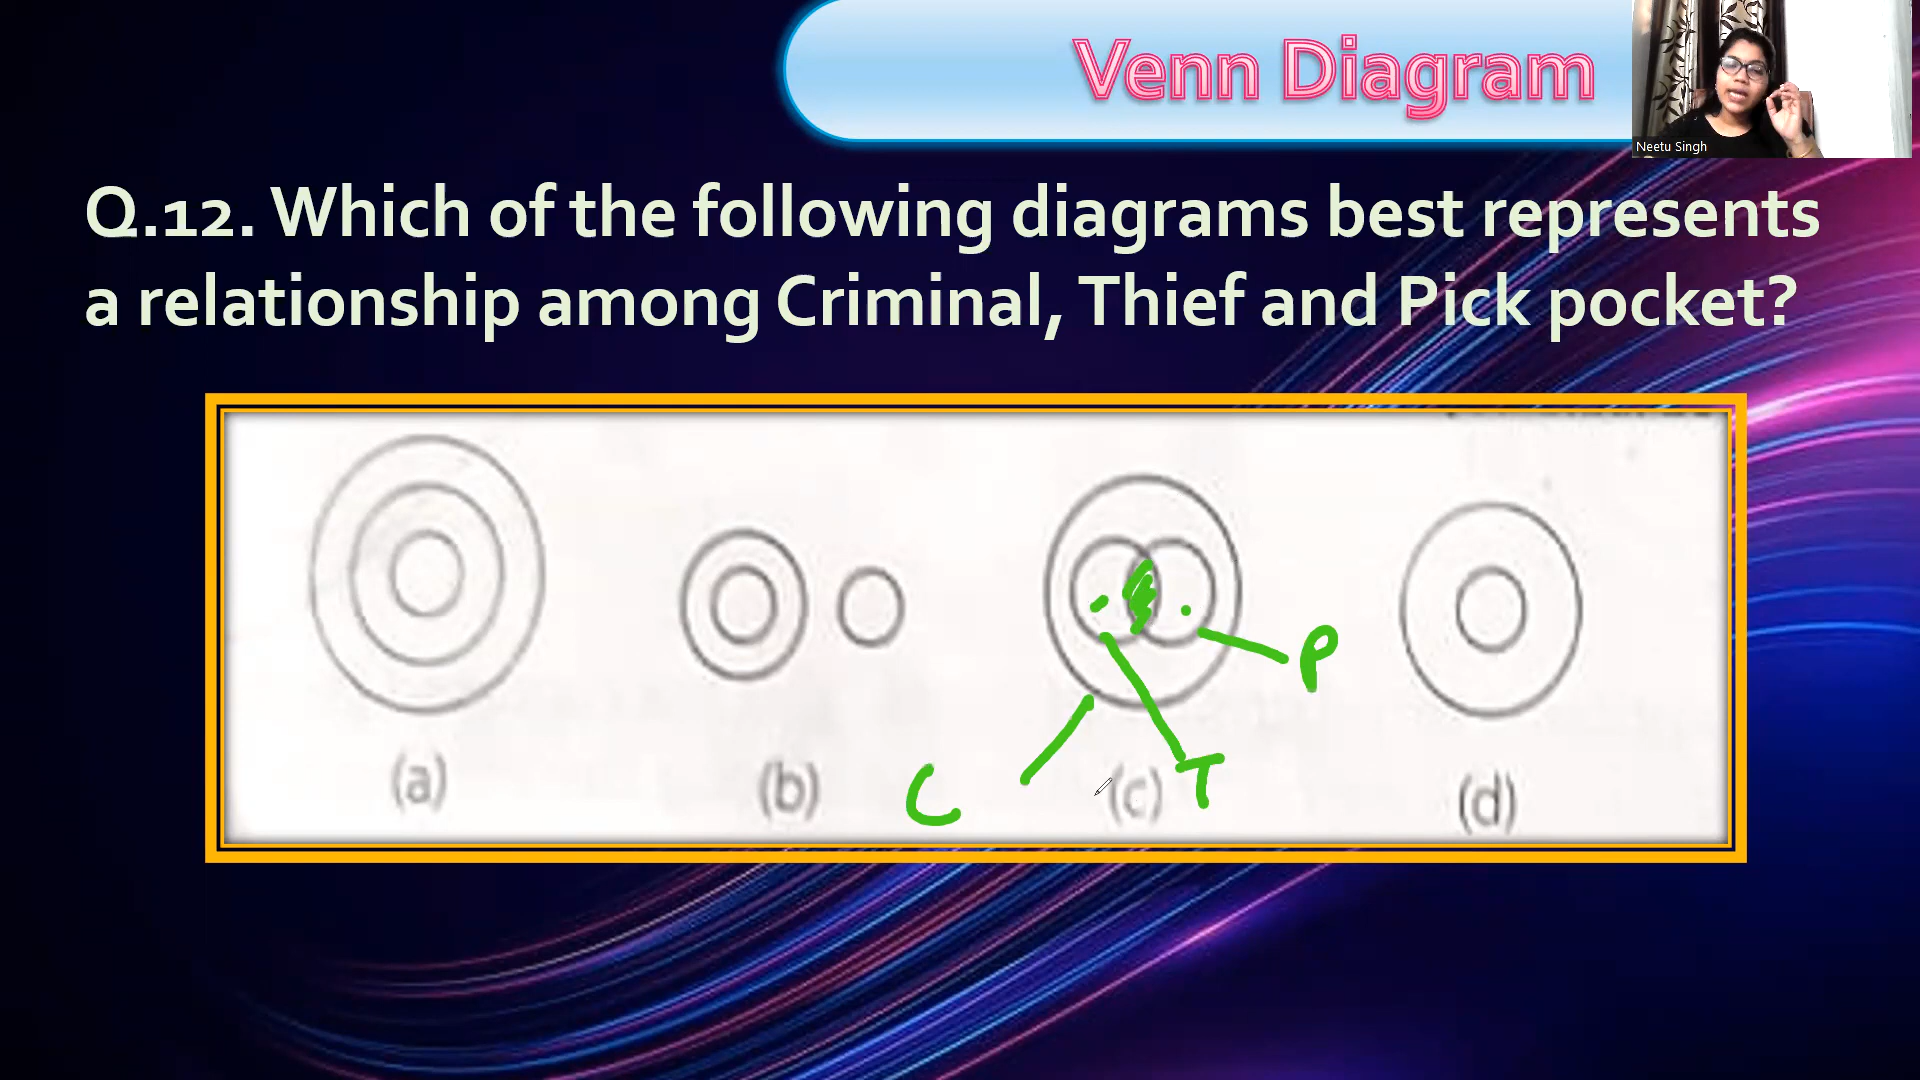 Venn Diagram
Neetu Singh
Q.12. Which of the following diagrams best represents
a relationship among Criminal, Thief and Pick pocket?
P
C
T
(a)
(b)
(c)
(d)